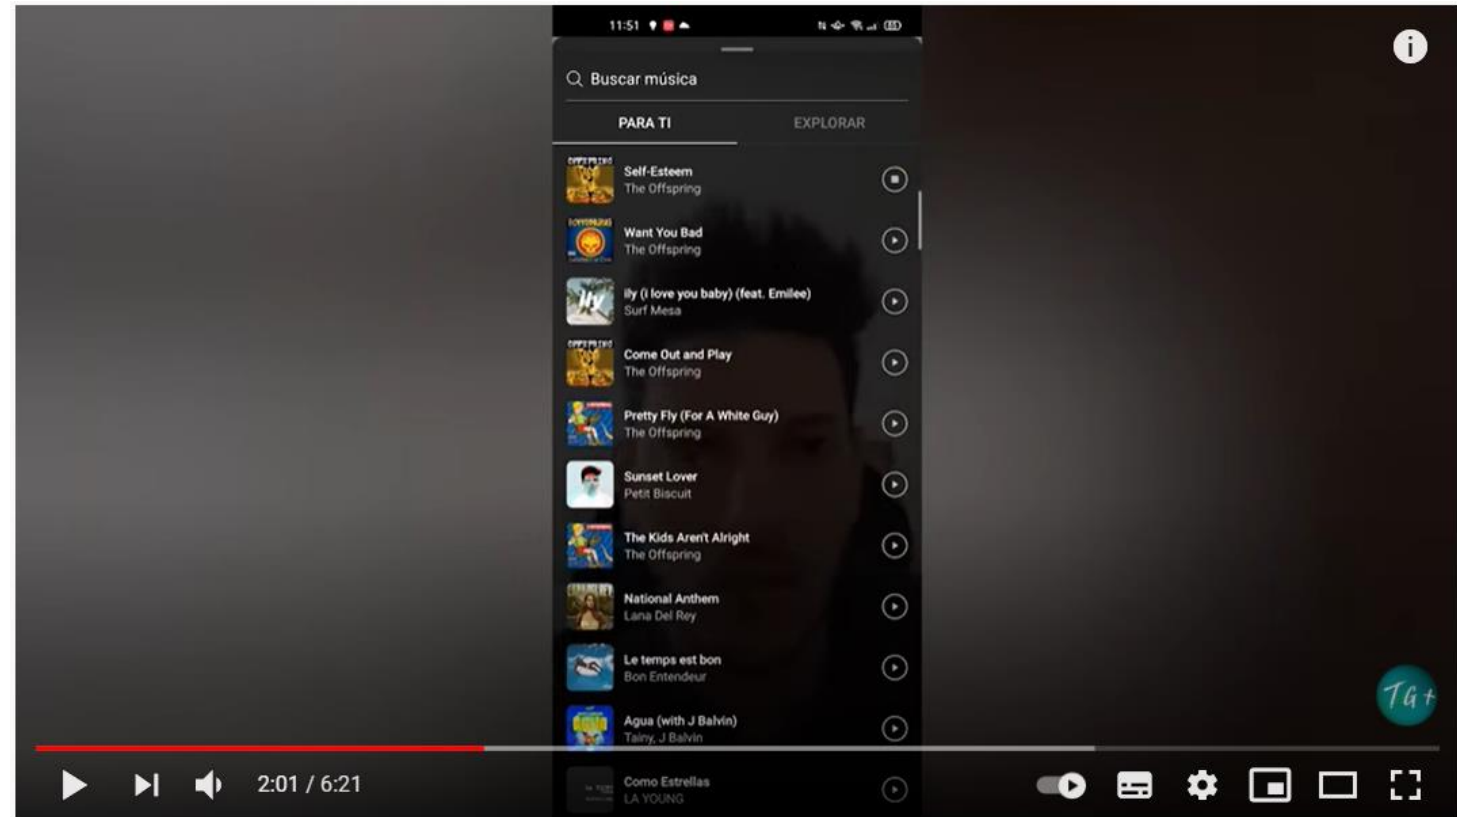 11:51
Buscar música
PARA TI
EXPLORAR
OFFSPRING
Self-Esteem
The Offspring
Want You Bad
The Offspring
ily
ily (i love you baby) (feat. Emilee)
Surf Mesa
OFFSPRING
Come Out and Play
The Offspring
Pretty Fly (For A White Guy)
The Offspring
Sunset Lover
Petit Biscuit
The Kids Aren't Alright
The Offspring
National Anthem
Lana Del Rey
Le temps est bon
Bon Entendeur
Agua (with J Balvin)
Tainy, J Balvin
Como Estrellas
LA YOUNG
TG+
2:01 / 6:21